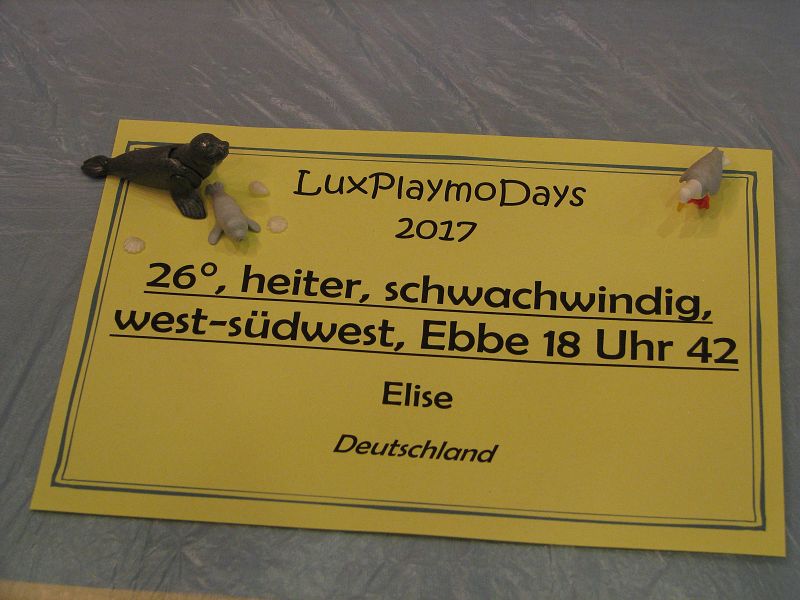 LuxPlaymoDays
2017
26°, heiter, schwachwindig,
west-südwest, Ebbe 18 Uhr 42
Elise
Deutschland